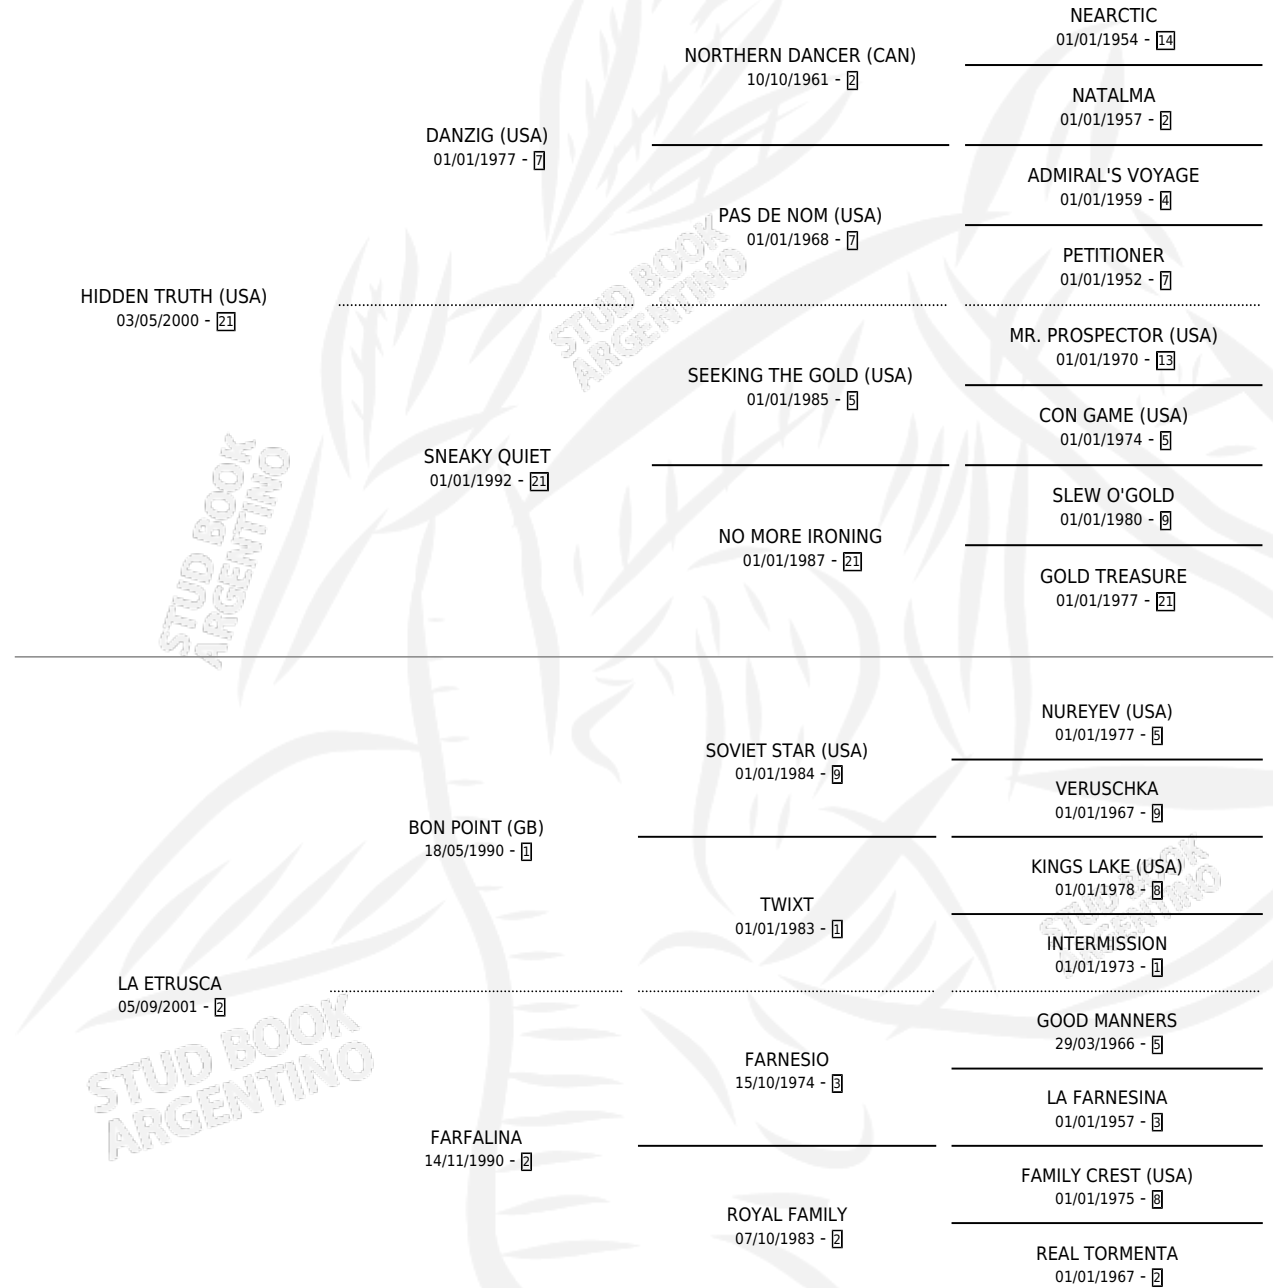 NEARCTIC
01/01/1954 - 14
NORTHERN DANCER (CAN)
10/10/1961 - 2
NATALMA
01/01/1957 - 2
DANZIG (USA)
01/01/1977 - 7
ADMIRAL'S VOYAGE
01/01/1959 - 4
PAS DE NOM (USA)
01/01/1968 - 7
PETITIONER
01/01/1952 - 7
HIDDEN TRUTH (USA)
03/05/2000 - 21
STUD BOOK
ARGENTINO
MR. PROSPECTOR (USA)
01/01/1970 - 13
SEEKING THE GOLD (USA)
01/01/1985 - 5
CON GAME (USA)
01/01/1974 - 5
SNEAKY QUIET
01/01/1992 - 21
SLEW O'GOLD
01/01/1980 - 9
NO MORE IRONING
01/01/1987 - 21
GOLD TREASURE
01/01/1977 - 21
STUD BOOK
ARGENTINO
NUREYEV (USA)
01/01/1977 - 5
SOVIET STAR (USA)
01/01/1984 - 9
VERUSCHKA
01/01/1967 - 9
BON POINT (GB)
18/05/1990 - 1
KINGS LAKE (USA)
01/01/1978 - 8
TWIXT
01/01/1983 - 1
INTERMISSION
01/01/1973 - 1
STUD BOOK
ARGENTINO
LA ETRUSCA
05/09/2001 - 2
GOOD MANNERS
29/03/1966 - 5
FARNESIO
15/10/1974 - 3
LA FARNESINA
01/01/1957 - 3
STUD BOOK
ARGENTINO
FARFALINA
14/11/1990 - 2
FAMILY CREST (USA)
01/01/1975 - 8
ROYAL FAMILY
07/10/1983 - 2
REAL TORMENTA
01/01/1967 - 2